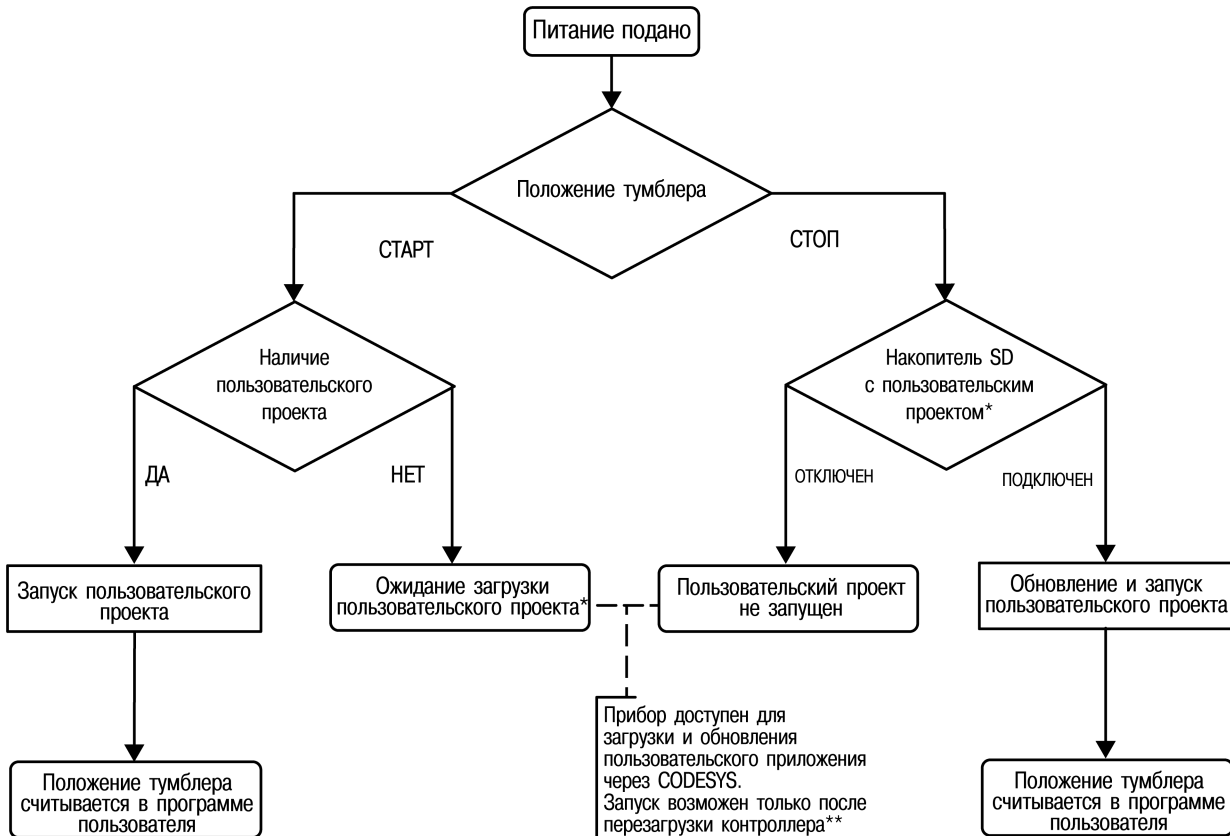 Питание подано
Положение тумблера
СТАРТ
СТОП
Наличие
пользовательского
проекта
Накопитель SD
с пользовательским
проектом*
ДА
НЕТ
ОТКЛЮЧЕН
ПОДКЛЮЧЕН
Запуск пользовательского
проекта
Ожидание загрузки
пользовательского проекта*
Пользовательский проект
не запущен
Обновление и запуск
пользовательского проекта
Прибор доступен для
загрузки и обновления
пользовательского приложения
через CODESYS.
Запуск возможен только после
перезагрузки контроллера**
Положение тумблера
считывается в программе
пользователя
Положение тумблера
считывается в программе
пользователя